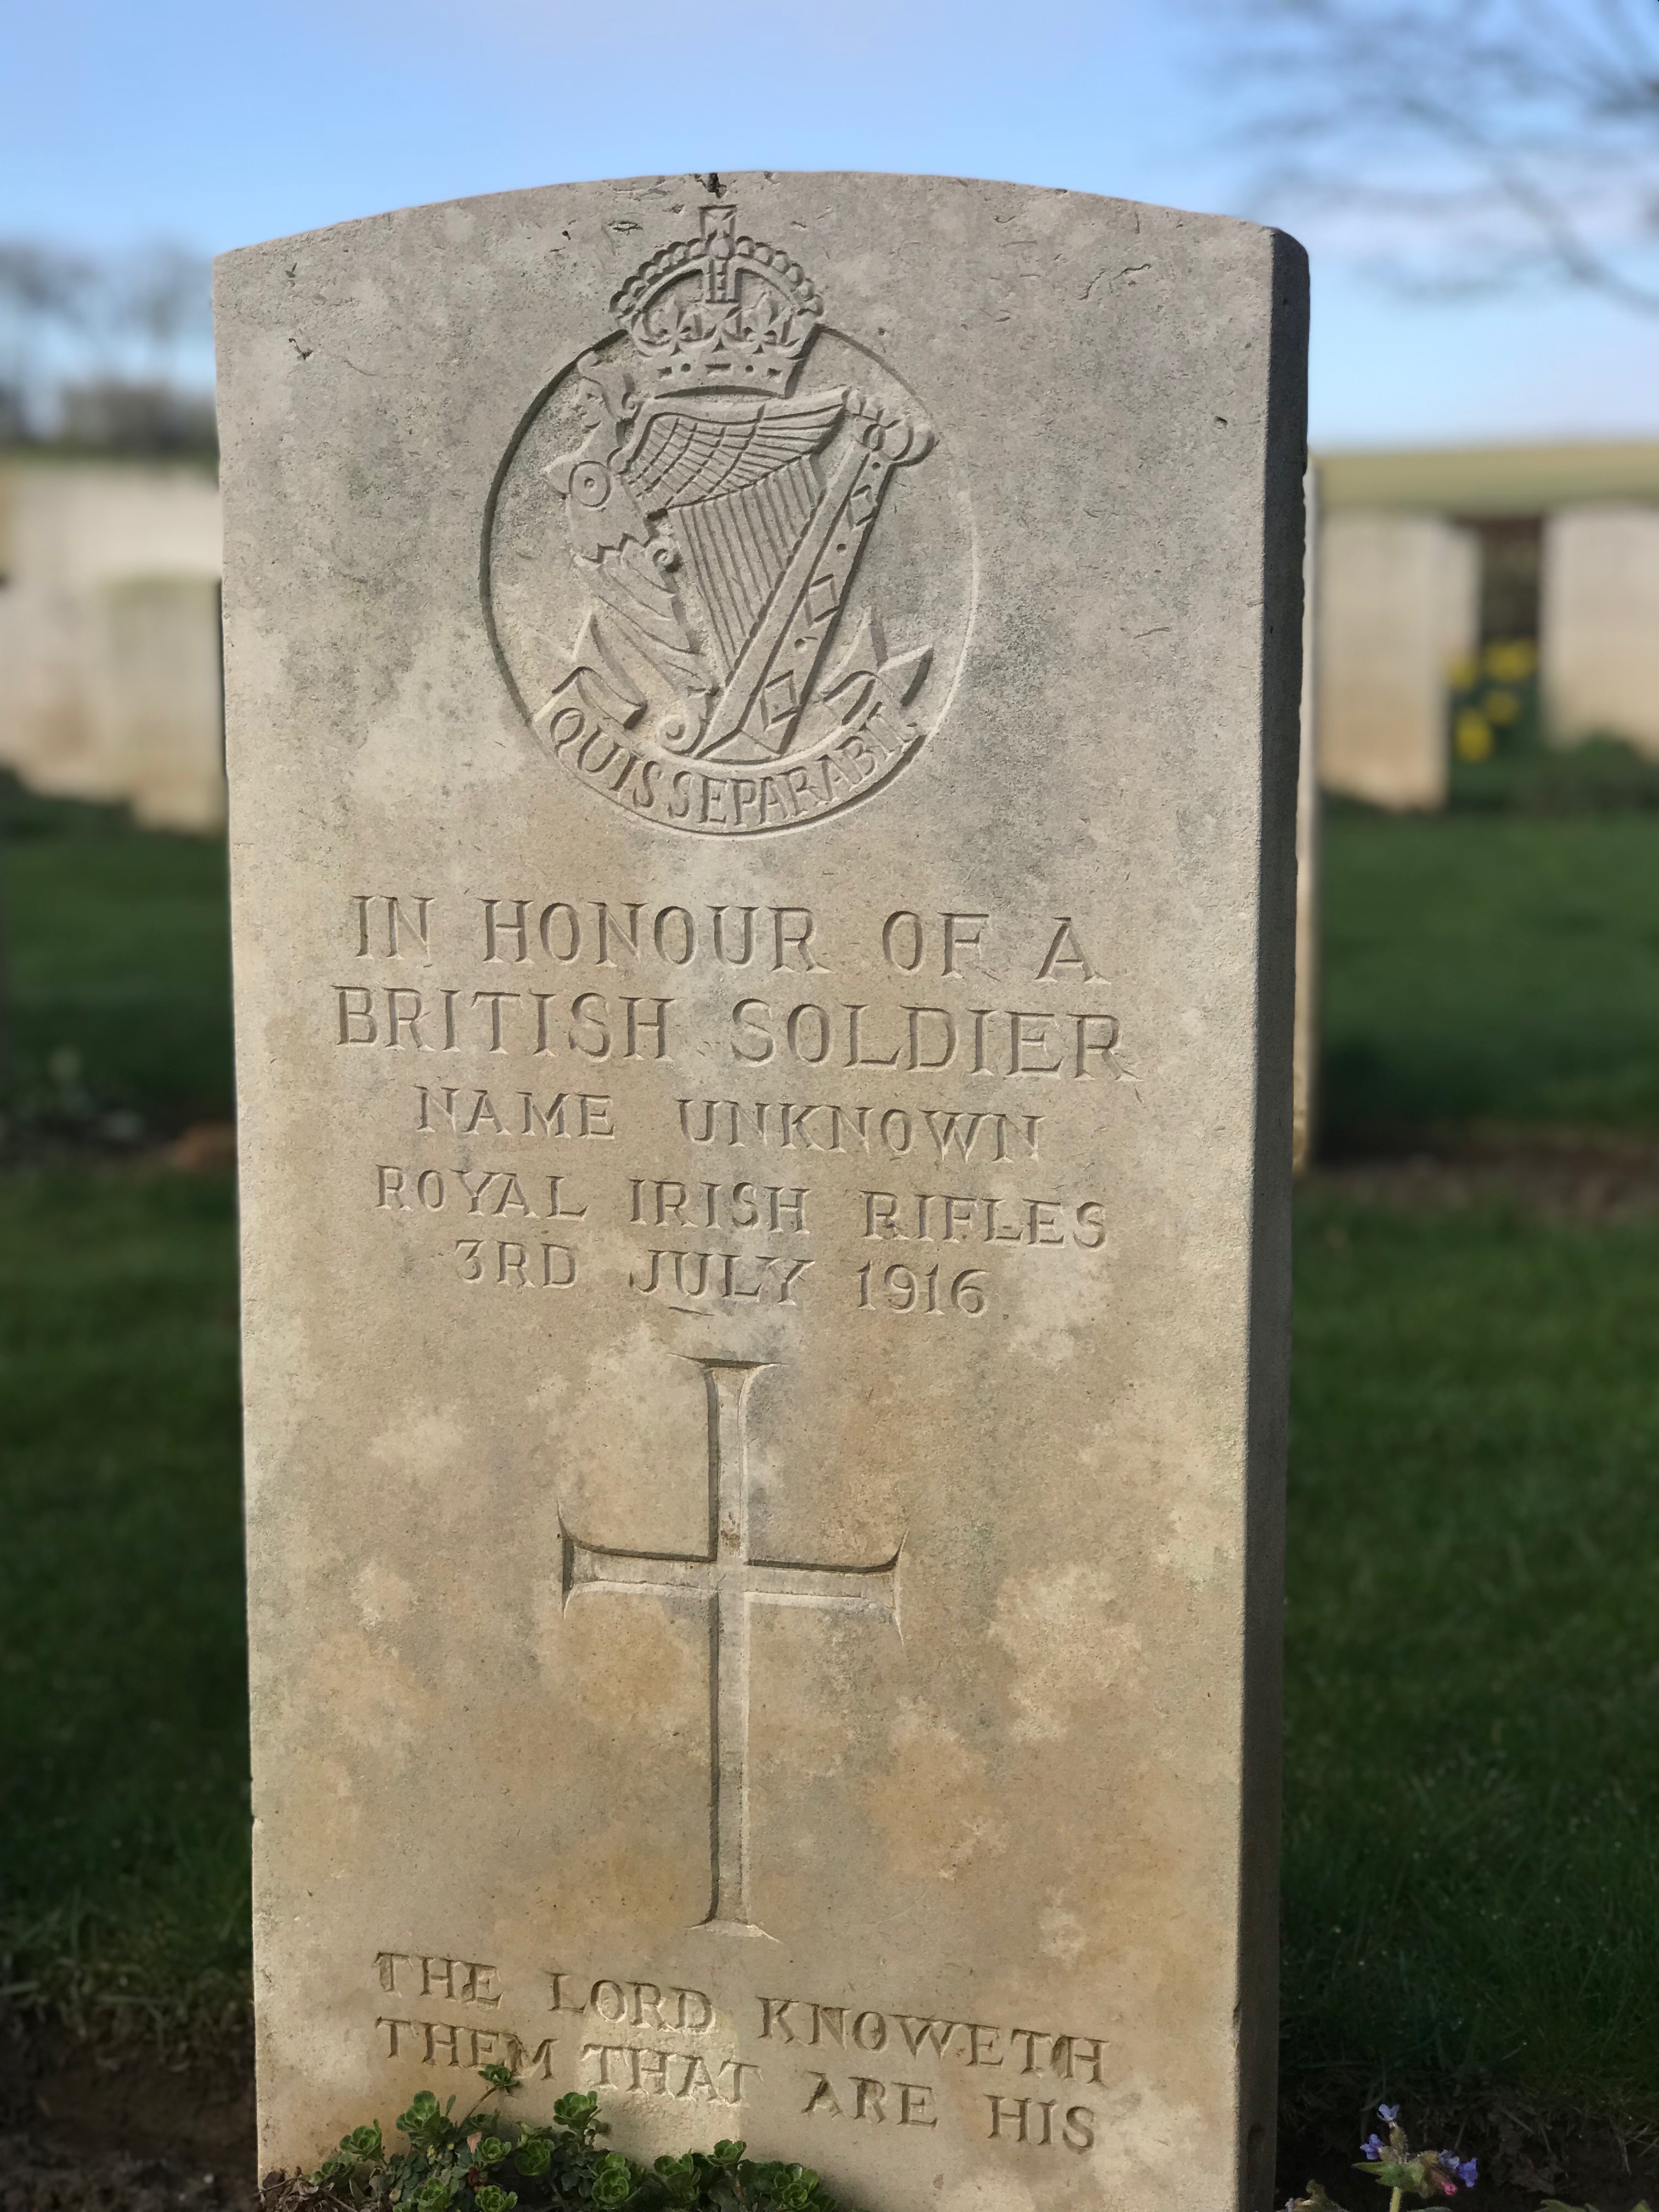 QUIS SEPARABIT
IN HONOUR OF A
BRITISH SOLDIER
NAME UNKNOWN
ROYAL IRISH RIFLES
3RD JULY 1916
THE LORD KNOWETH
THEM THAT ARE HIS